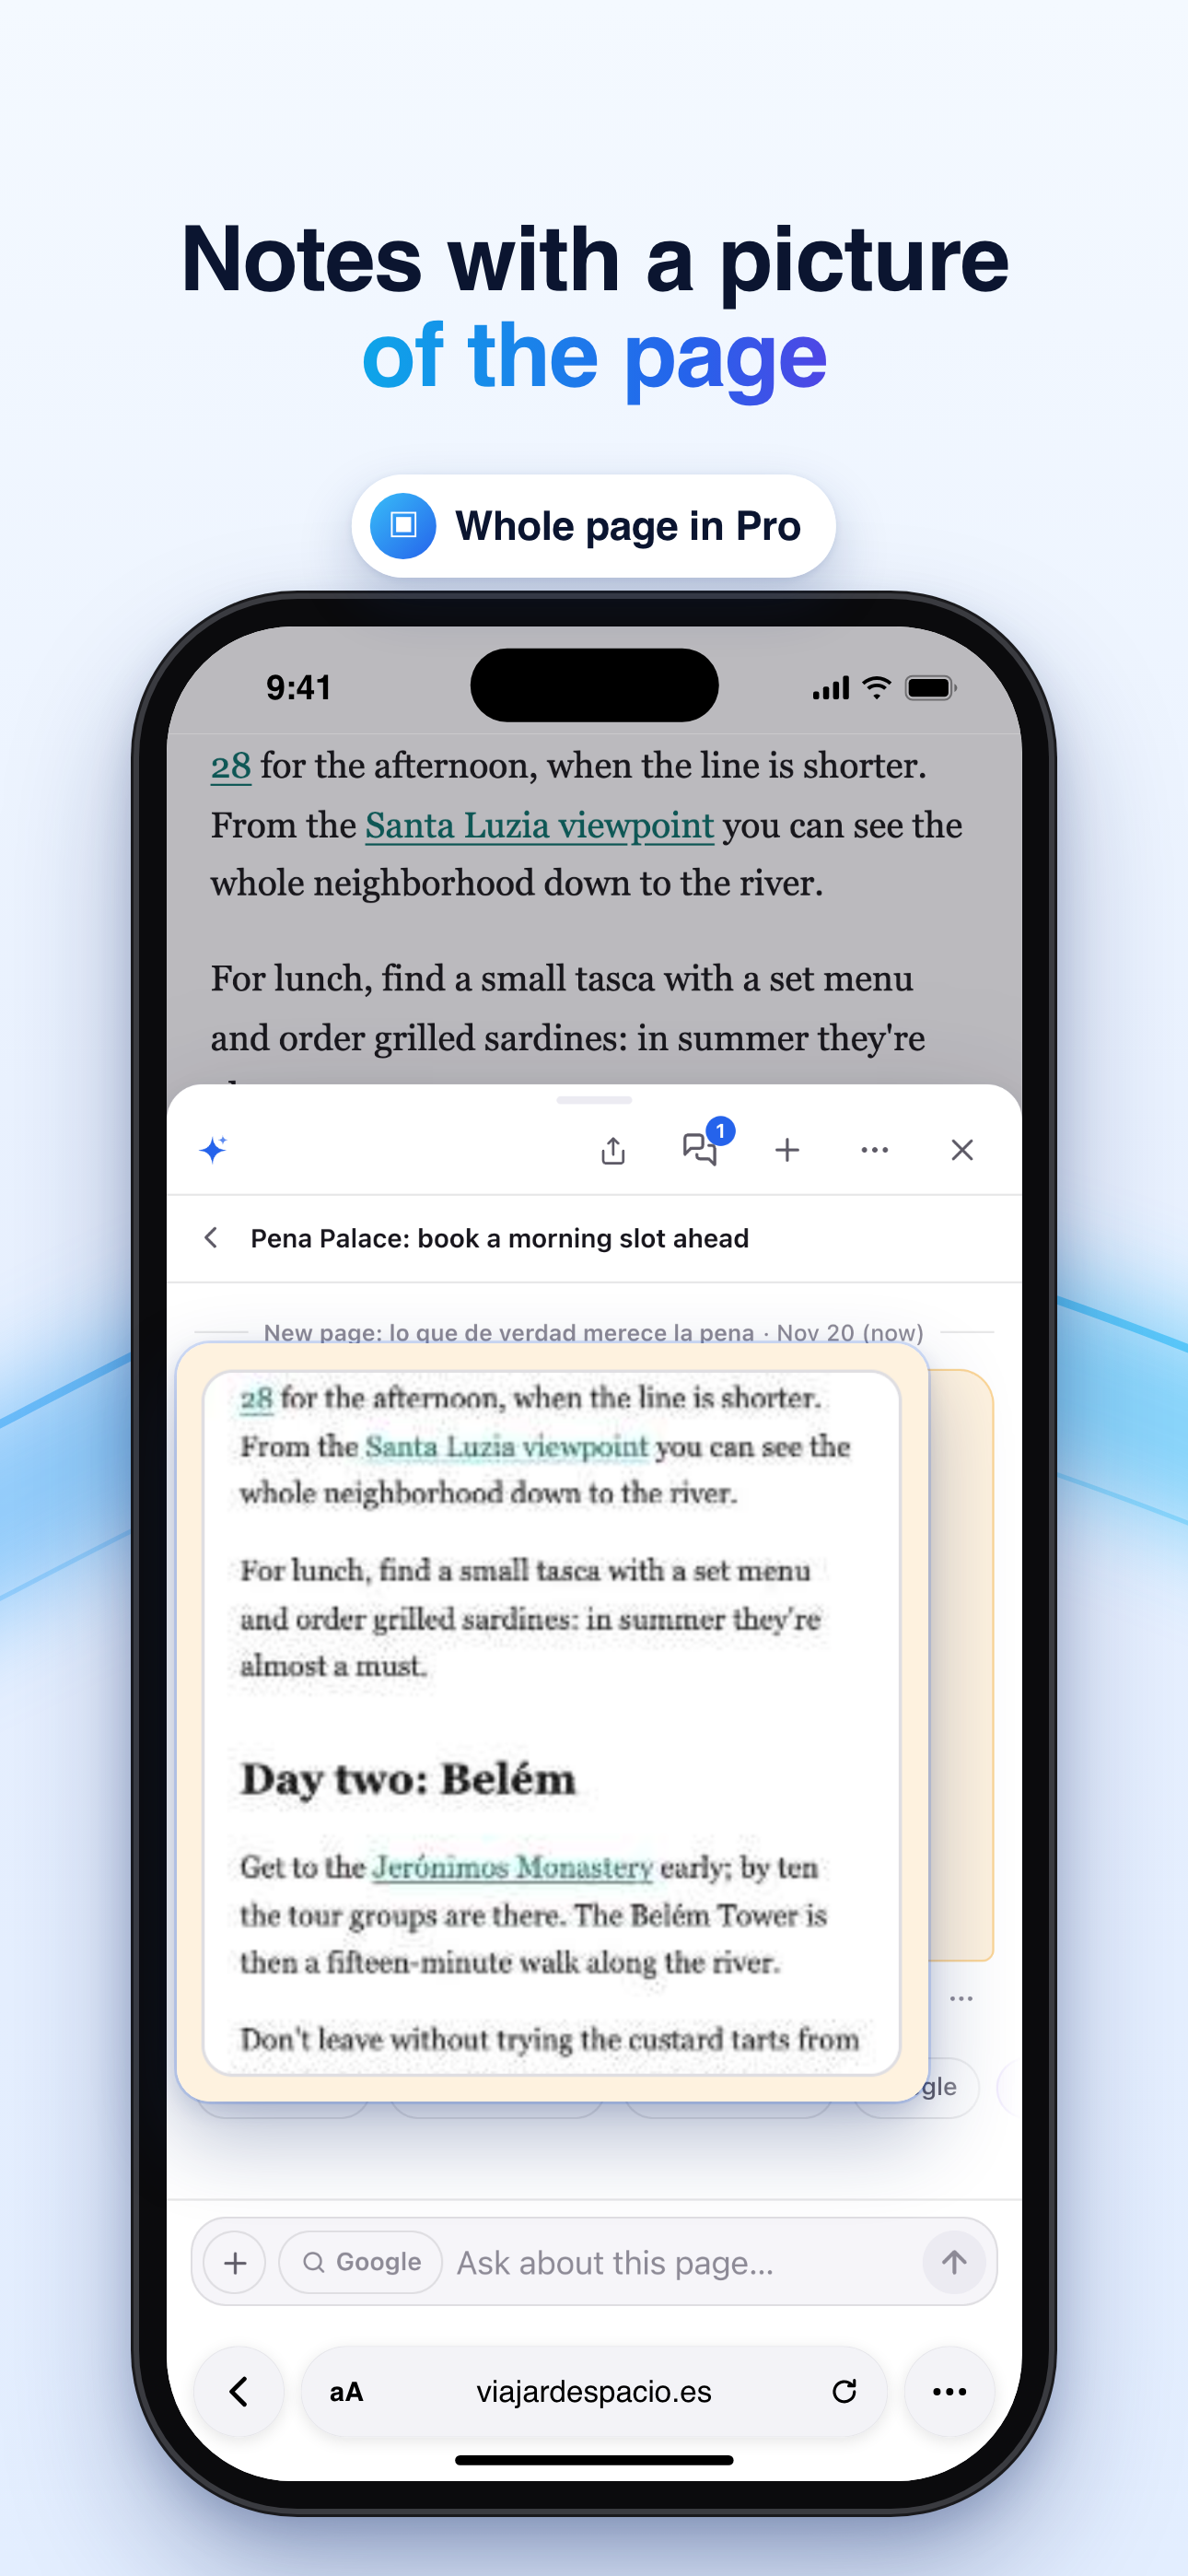 Notes with a picture
of the page
Whole page in Pro
9:41
28 for the afternoon, when the line is shorter.
From the Santa Luzia viewpoint you can see the
whole neighborhood down to the river.
For lunch, find a small tasca with a set menu
and order grilled sardines: in summer they're
1
Pena Palace: book a morning slot ahead
New page: lo que de verdad merece la pena · Nov 20 (now)
28 for the afternoon, when the line is shorter.
From the Santa Luzia viewpoint you can see the
whole neighborhood down to the river.
For lunch, find a small tasca with a set menu
and order grilled sardines: in summer they're
almost a must.
Day two: Belém
Get to the Jerónimos Monastery early; by ten
the tour groups are there. The Belém Tower is
then a fifteen-minute walk along the river.
Don't leave without trying the custard tarts from
Google
Ask about this page...
aA
viajardespacio.es